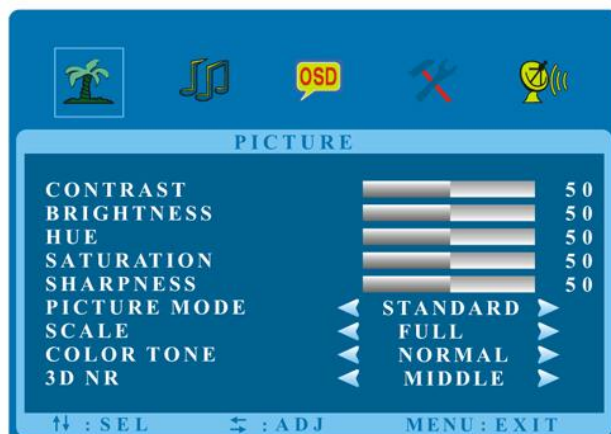 OSD
PICTURE
CONTRAST 50
BRIGHTNESS 50
HUE 50
SATURATION 50
SHARPNESS 50
PICTURE MODE STANDARD
SCALE FULL
COLOR TONE NORMAL
3D NR MIDDLE
↑↓ : SEL ⇆ : ADJ MENU : EXIT